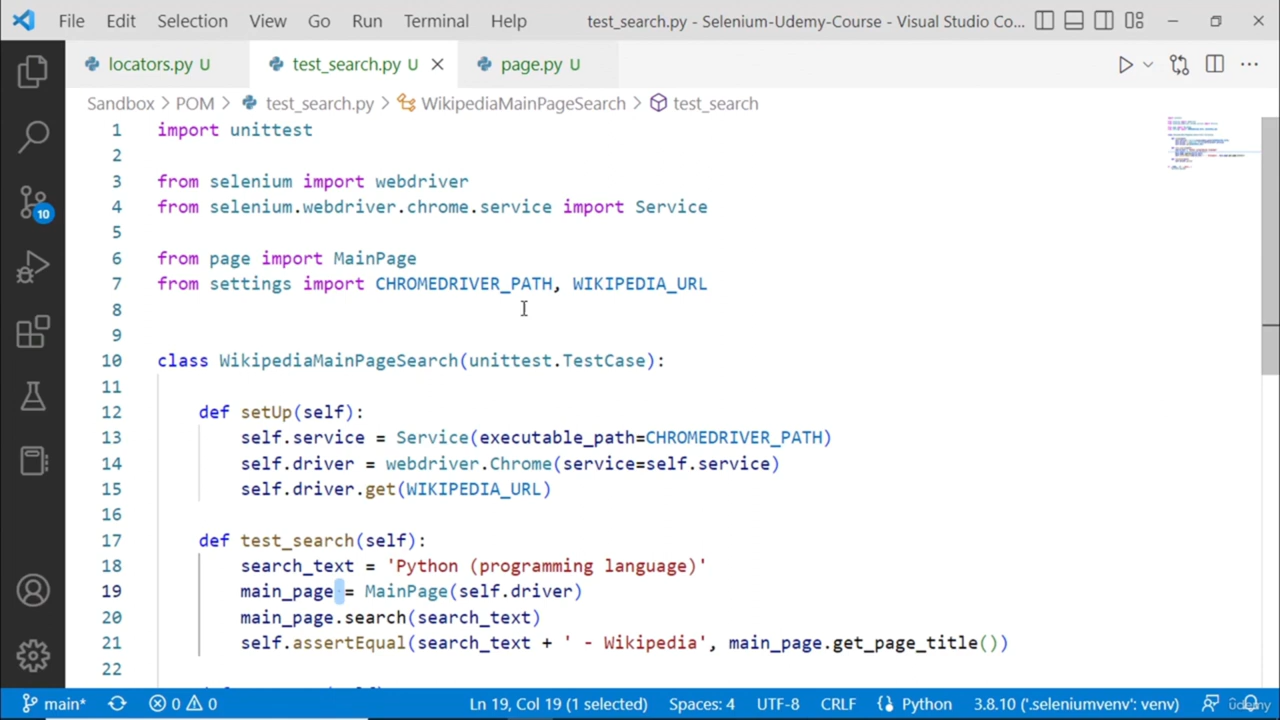 File Edit Selection View Go Run Terminal Help test_search.py - Selenium-Udemy-Course - Visual Studio Co...
locators.py U test_search.py U page.py U
Sandbox > POM > test_search.py > WikipediaMainPageSearch > test_search
1 import unittest
2
3 from selenium import webdriver
4 from selenium.webdriver.chrome.service import Service
5
6 from page import MainPage
7 from settings import CHROMEDRIVER_PATH, WIKIPEDIA_URL
8
9
10 class WikipediaMainPageSearch(unittest.TestCase):
11
12 def setUp(self):
13 self.service = Service(executable_path=CHROMEDRIVER_PATH)
14 self.driver = webdriver.Chrome(service=self.service)
15 self.driver.get(WIKIPEDIA_URL)
16
17 def test_search(self):
18 search_text = 'Python (programming language)'
19 main_page = MainPage(self.driver)
20 main_page.search(search_text)
21 self.assertEqual(search_text + ' - Wikipedia', main_page.get_page_title())
22
10
main* 0 0 Ln 19, Col 19 (1 selected) Spaces: 4 UTF-8 CRLF Python 3.8.10 ('.seleniumvenv': venv) udemy